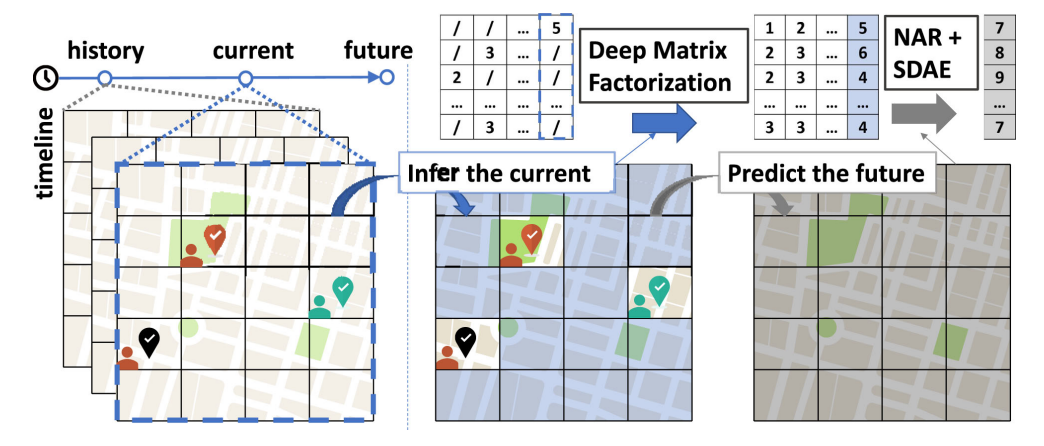 history current future
timeline
/ / ... 5
/ 3 ... /
2 / ... /
... ... ...
/ 3 ... /
Deep Matrix
Factorization
1 2 ... 5
2 3 ... 6
2 3 ... 4
... ... ...
3 3 ... 4
NAR +
SDAE
7
8
9
...
7
Infer the current
Predict the future